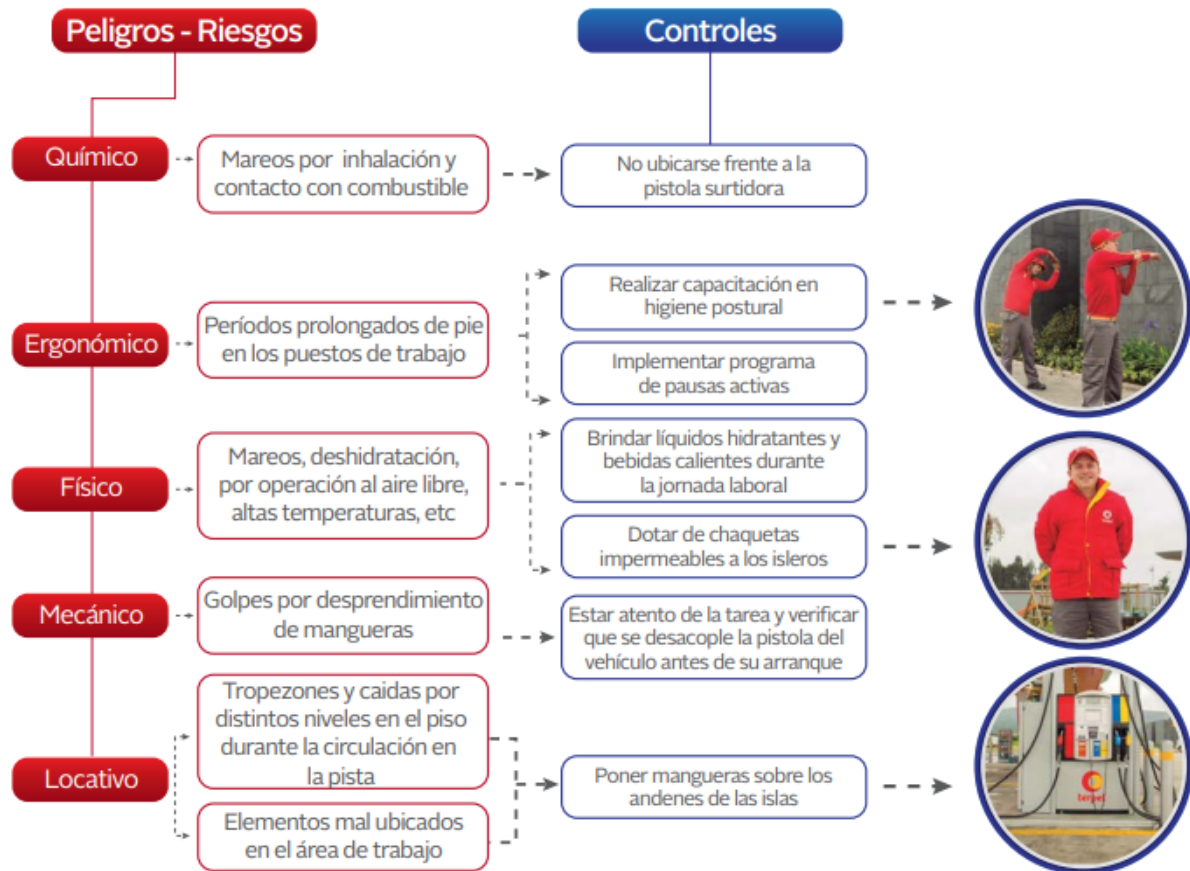 Peligros - Riesgos
Controles
Químico
Mareos por inhalación y
contacto con combustible
No ubicarse frente a la
pistola surtidora
Ergonómico
Períodos prolongados de pie
en los puestos de trabajo
Realizar capacitación en
higiene postural
Implementar programa
de pausas activas
Físico
Mareos, deshidratación,
por operación al aire libre,
altas temperaturas, etc
Brindar líquidos hidratantes y
bebidas calientes durante
la jornada laboral
Dotar de chaquetas
impermeables a los isleros
Mecánico
Golpes por desprendimiento
de mangueras
Estar atento de la tarea y verificar
que se desacople la pistola del
vehículo antes de su arranque
Locativo
Tropezones y caidas por
distintos niveles en el piso
durante la circulación en
la pista
Elementos mal ubicados
en el área de trabajo
Poner mangueras sobre los
andenes de las islas
terpel